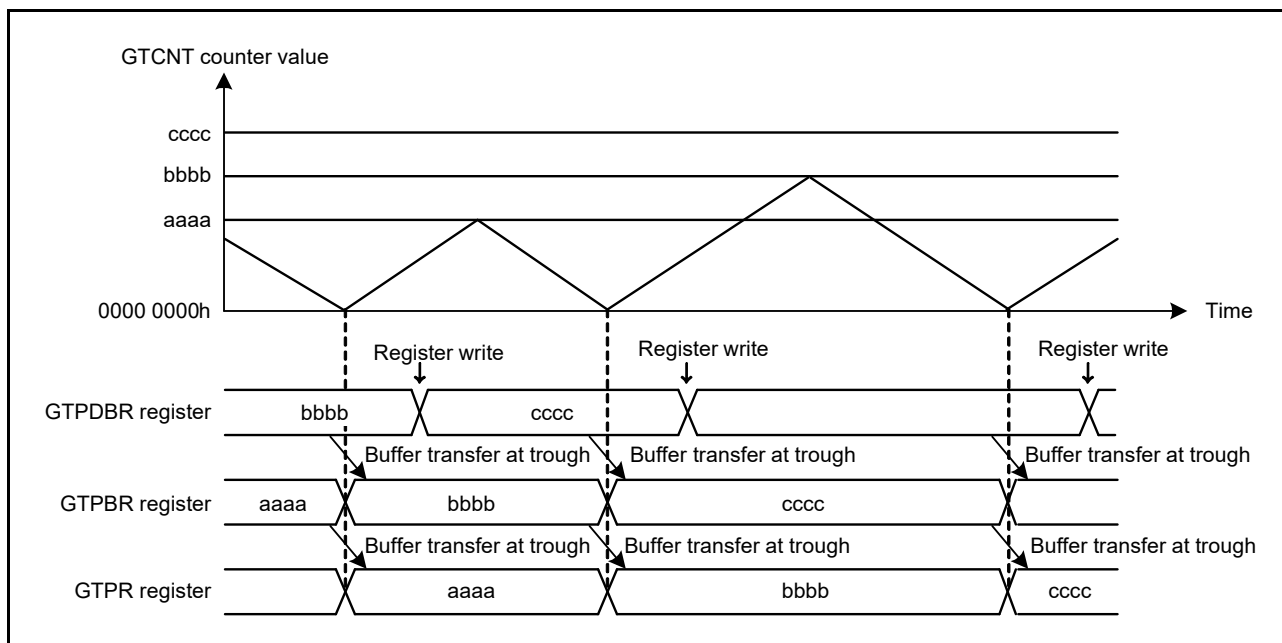 GTCNT counter value
cccc
bbbb
aaaa
0000 0000h
Time
Register write
Register write
Register write
GTPDBR register
bbbb
cccc
Buffer transfer at trough
Buffer transfer at trough
Buffer transfer at trough
GTPBR register
aaaa
bbbb
cccc
Buffer transfer at trough
Buffer transfer at trough
Buffer transfer at trough
GTPR register
aaaa
bbbb
cccc